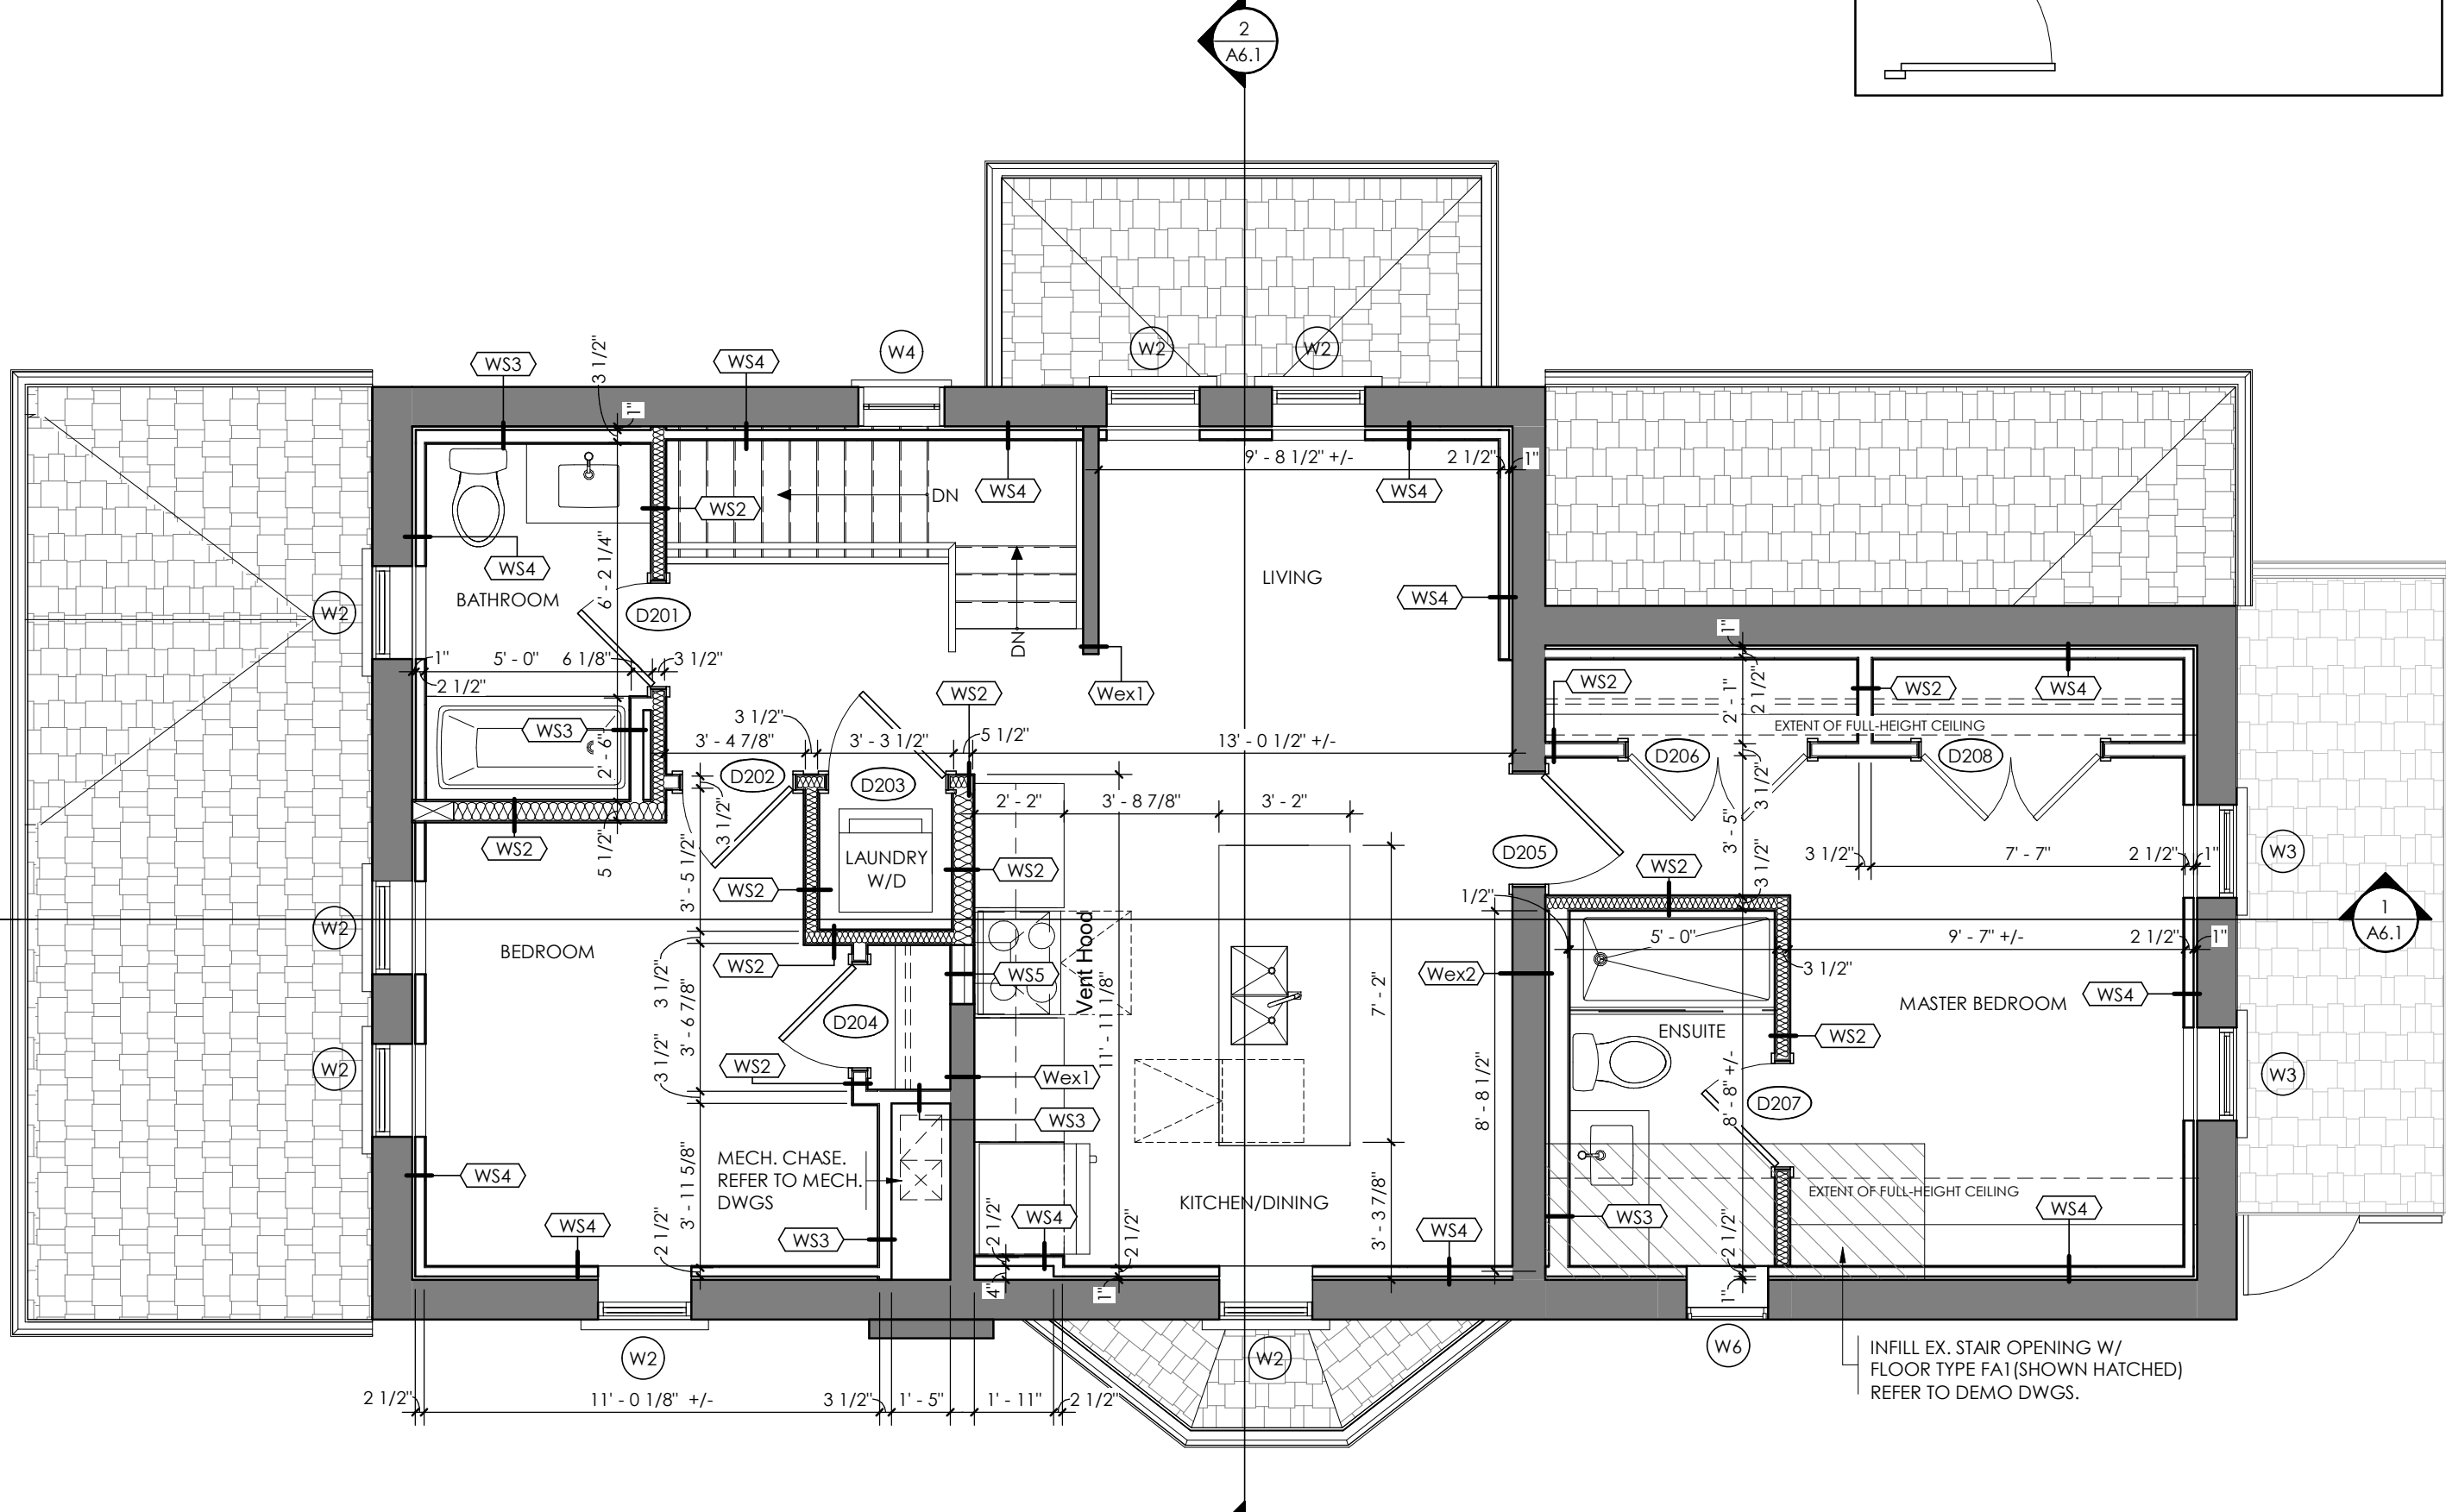 2
A6.1
W2
W2
W4
WS3
3 1/2"
WS4
1"
9' - 8 1/2" +/-
2 1/2"
1"
WS4
WS4
DN
WS2
WS4
6' - 2 1/4"
BATHROOM
D201
W2
LIVING
WS4
DN
1"
5' - 0"
6 1/8"
3 1/2"
2 1/2"
WS2
Wex1
1"
WS2
WS2
WS4
2' - 1"
2 1/2"
EXTENT OF FULL-HEIGHT CEILING
WS3
2' - 6"
3 1/2"
3' - 4 7/8"
3' - 3 1/2"
5 1/2"
13' - 0 1/2" +/-
D202
D203
D206
D208
2' - 2"
3' - 8 7/8"
3' - 2"
3 1/2"
3 1/2"
3' - 5"
WS2
5 1/2"
3' - 5 1/2"
LAUNDRY
W/D
WS2
WS2
D205
WS2
3 1/2"
7' - 7"
2 1/2"
1"
W3
1/2"
3 1/2"
1
A6.1
W2
BEDROOM
WS2
3 1/2"
3' - 6 7/8"
WS5
Vent Hood
11' - 11 1/8"
7' - 2"
Wex2
5' - 0"
3 1/2"
9' - 7" +/-
2 1/2"
1"
MASTER BEDROOM
WS4
D204
ENSUITE
WS2
W2
3 1/2"
WS2
Wex1
WS3
8' - 8 1/2"
8' - 8" +/-
D207
W3
MECH. CHASE.
REFER TO MECH.
DWGS
WS4
3' - 11 5/8"
KITCHEN/DINING
3' - 3 7/8"
EXTENT OF FULL-HEIGHT CEILING
WS4
2 1/2"
WS3
2 1/2"
WS4
2 1/2"
WS4
WS3
2 1/2"
WS4
4"
1"
1"
W2
W2
W6
INFILL EX. STAIR OPENING W/
FLOOR TYPE FA1(SHOWN HATCHED)
REFER TO DEMO DWGS.
2 1/2"
11' - 0 1/8" +/-
3 1/2"
1' - 5"
1' - 11"
2 1/2"